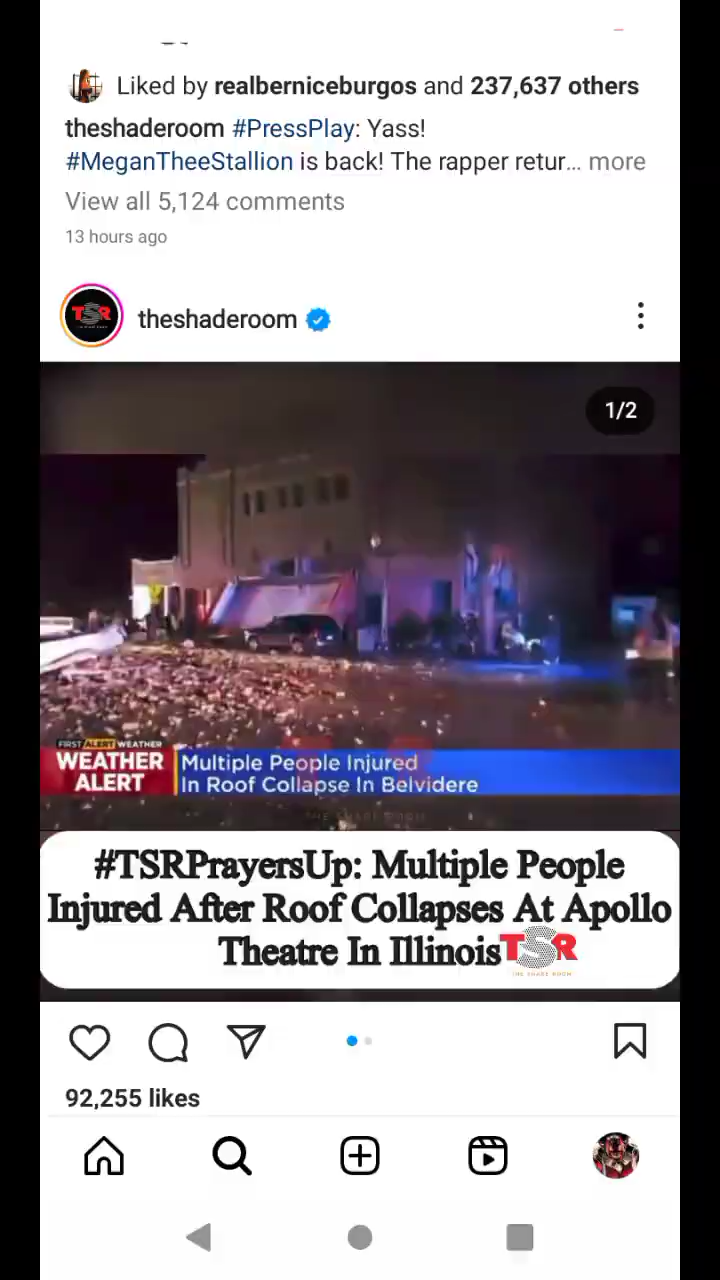 Liked by realberniceburgos and 237,637 others
theshaderoom #PressPlay: Yass!
#MeganTheeStallion is back! The rapper retur... more
View all 5,124 comments
13 hours ago
TSR
theshaderoom
1/2
FIRST ALERT WEATHER
WEATHER
ALERT
Multiple People Injured
In Roof Collapse In Belvidere
THE SHADE ROOM
#TSRPrayersUp: Multiple People
Injured After Roof Collapses At Apollo
Theatre In Illinois TSR
THE SHADE ROOM
92,255 likes